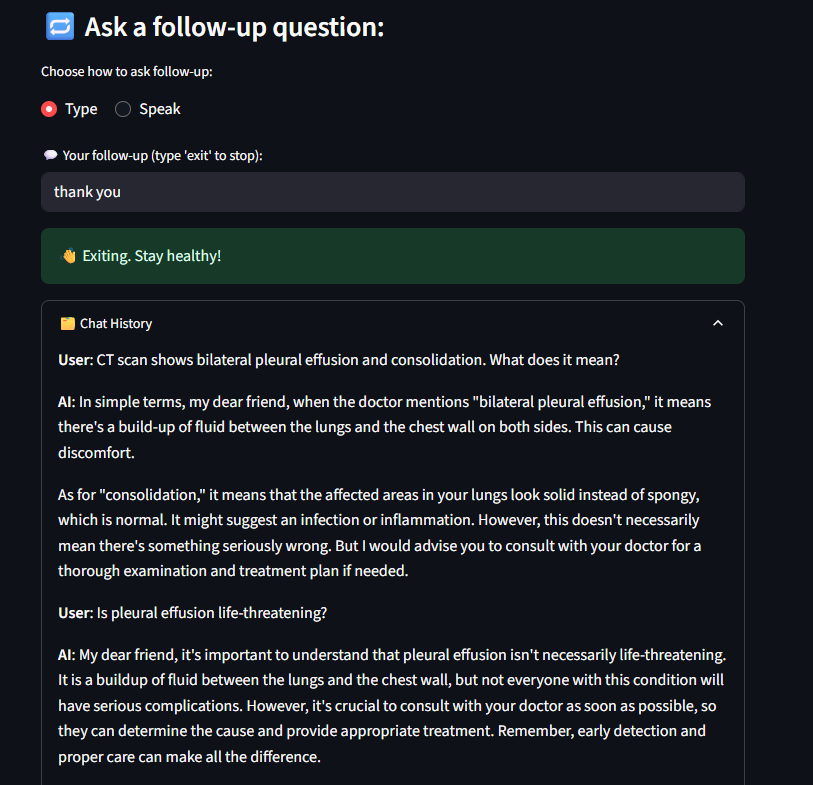 🔁 Ask a follow-up question:
Choose how to ask follow-up:
Type Speak
💬 Your follow-up (type 'exit' to stop):
thank you
👋 Exiting. Stay healthy!
🗂️ Chat History
User: CT scan shows bilateral pleural effusion and consolidation. What does it mean?
AI: In simple terms, my dear friend, when the doctor mentions "bilateral pleural effusion," it means
there's a build-up of fluid between the lungs and the chest wall on both sides. This can cause
discomfort.
As for "consolidation," it means that the affected areas in your lungs look solid instead of spongy,
which is normal. It might suggest an infection or inflammation. However, this doesn't necessarily
mean there's something seriously wrong. But I would advise you to consult with your doctor for a
thorough examination and treatment plan if needed.
User: Is pleural effusion life-threatening?
AI: My dear friend, it's important to understand that pleural effusion isn't necessarily life-threatening.
It is a buildup of fluid between the lungs and the chest wall, but not everyone with this condition will
have serious complications. However, it's crucial to consult with your doctor as soon as possible, so
they can determine the cause and provide appropriate treatment. Remember, early detection and
proper care can make all the difference.